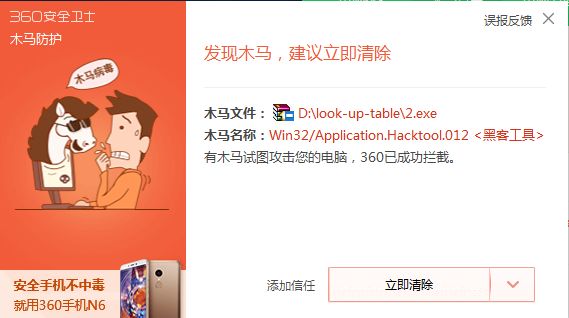 360安全卫士
木马防护
误报反馈
木马病毒
发现木马，建议立即清除
木马文件： D:\look-up-table\2.exe
木马名称：Win32/Application.Hacktool.012 <黑客工具>
有木马试图攻击您的电脑，360已成功拦截。
安全手机不中毒
就用360手机N6
添加信任
立即清除